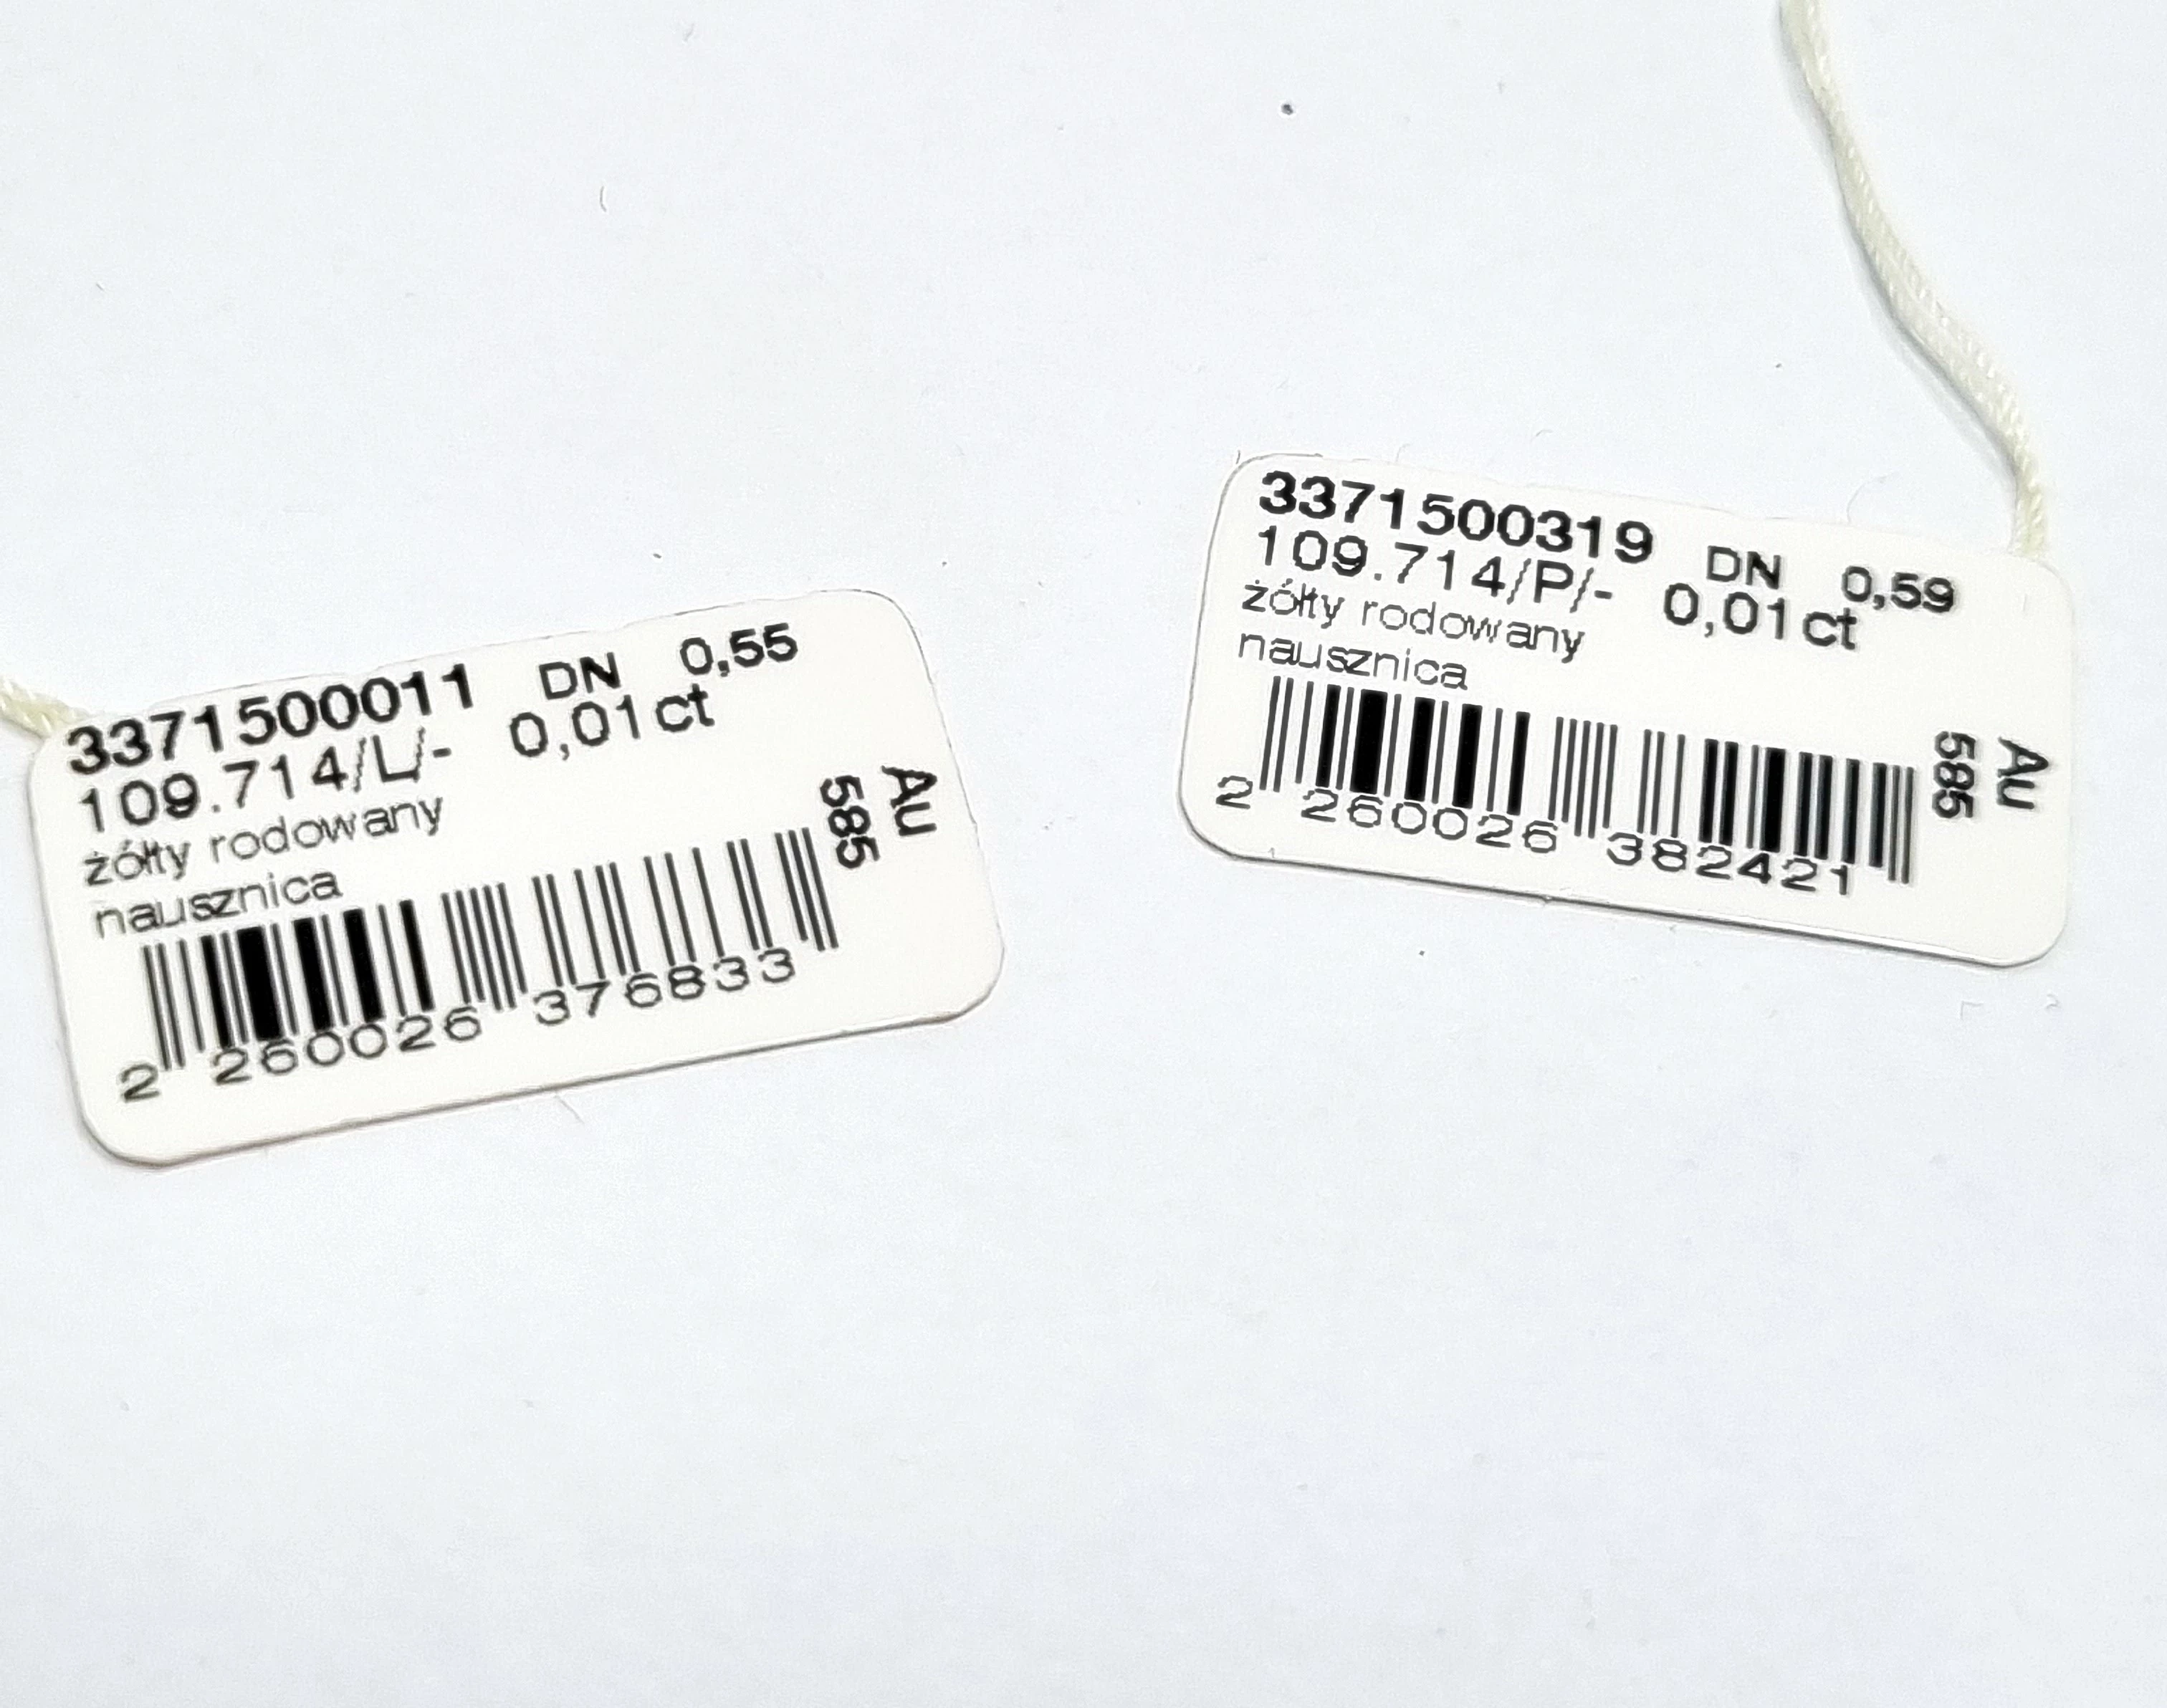 3371500011 DN 0,55
109.714/L/- 0,01ct
żółty rodowany
nausznica
Au
585
2 260026 376833
3371500319 DN 0,59
109.714/P/- 0,01ct
żółty rodowany
nausznica
Au
585
2 260026 382421